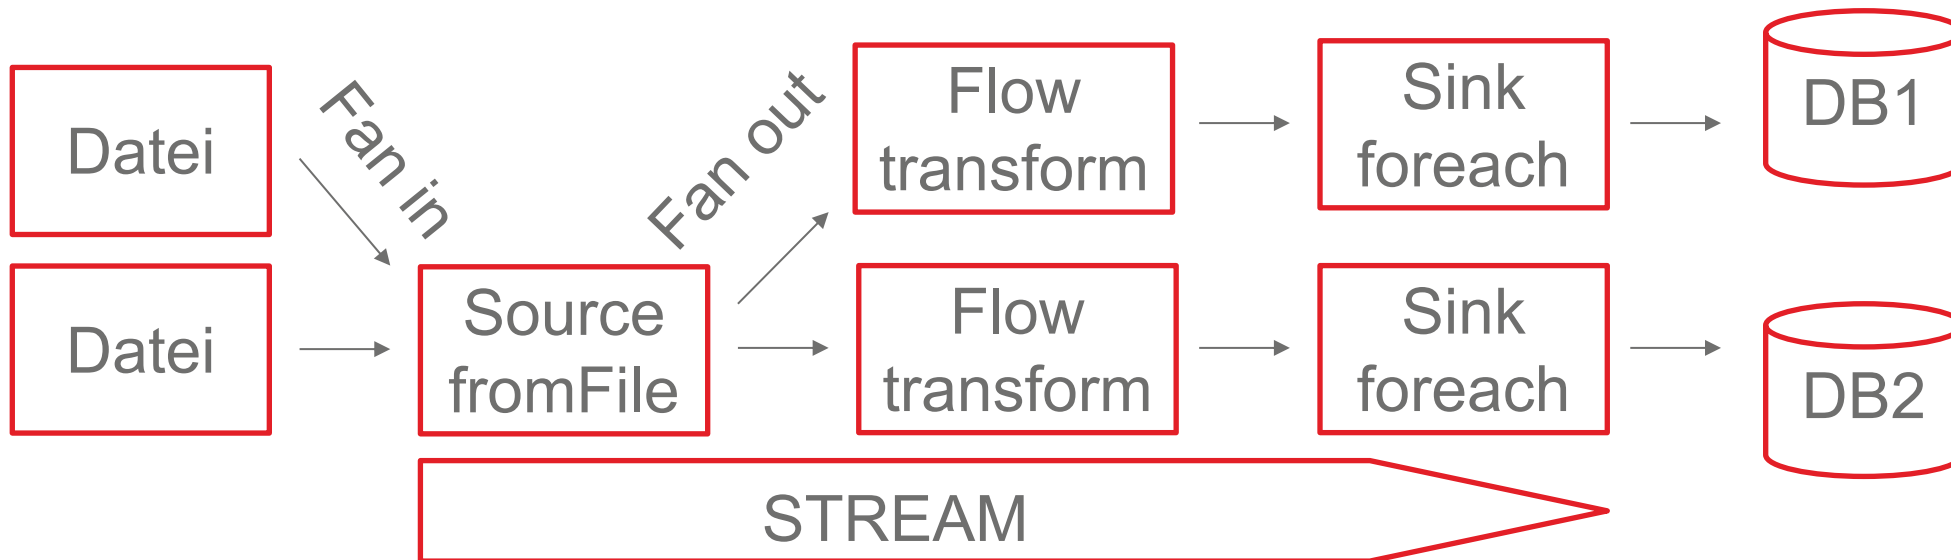 Datei
Fan in
Fan out
Flow
transform
Sink
foreach
DB1
Datei
Source
fromFile
Flow
transform
Sink
foreach
DB2
STREAM